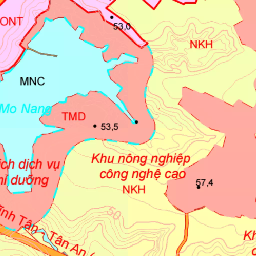 ONT
53,0
NKH
MNC
Mo Nang
TMD
53,5
Khu nông nghiệp
công nghệ cao
ịch dịch vụ
ỉ dưỡng
NKH
57,4
Tân - Tân An